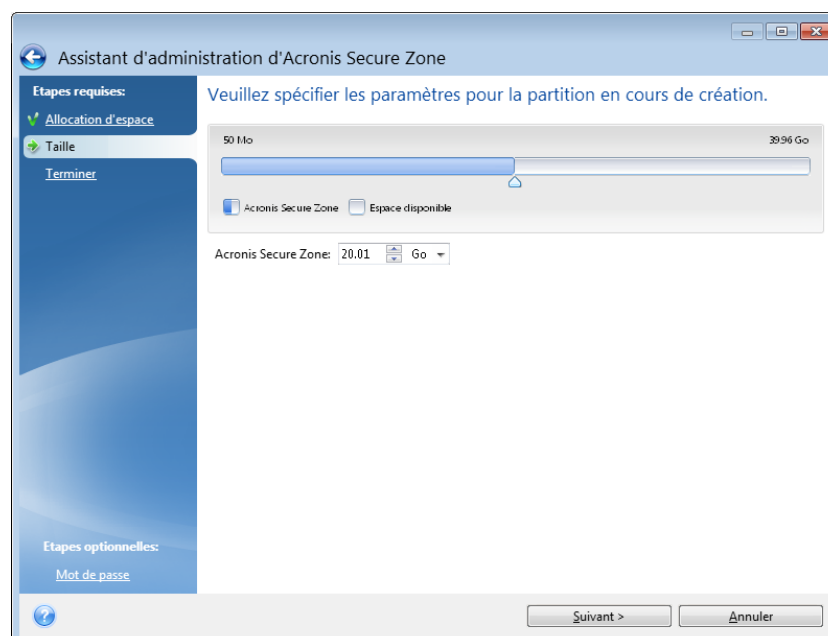 Assistant d'administration d'Acronis Secure Zone
Etapes requises:
Allocation d'espace
Taille
Terminer
Veuillez spécifier les paramètres pour la partition en cours de création.
50 Mo 39.96 Go
Acronis Secure Zone Espace disponible
Acronis Secure Zone: 20.01 Go
Etapes optionnelles:
Mot de passe
Suivant > Annuler